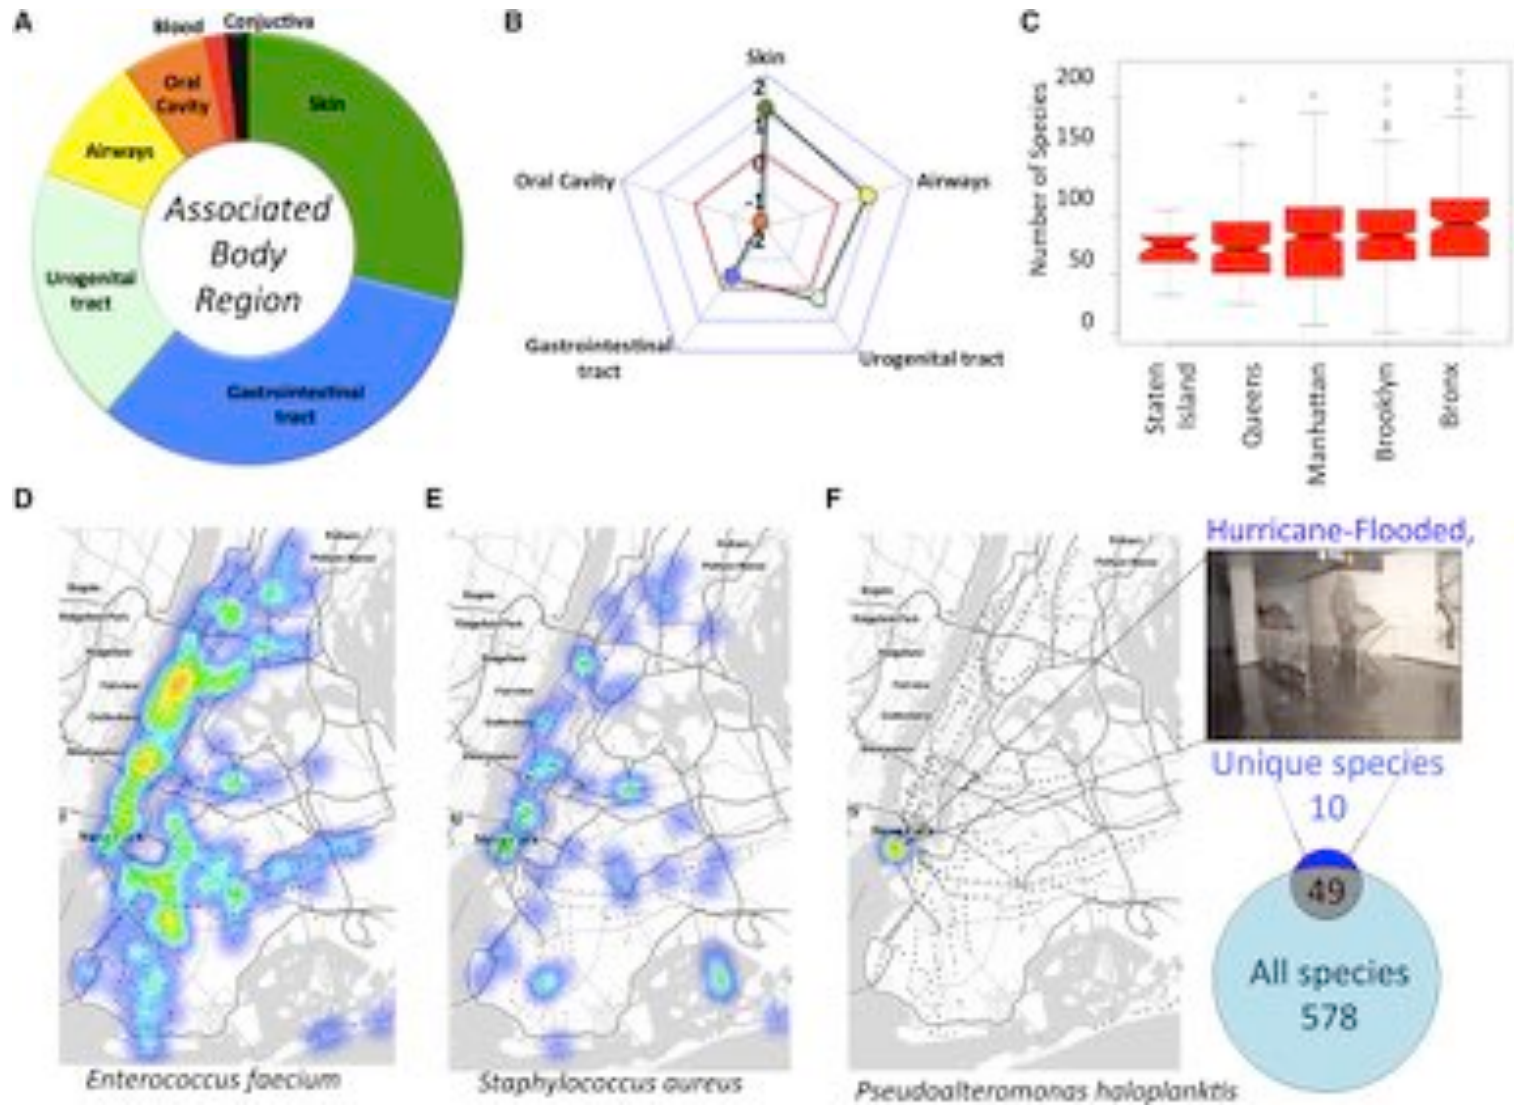 A
Blood
Conjuctiva
Oral
Cavity
Skin
Airways
Associated
Body
Region
Urogenital
tract
Gastrointestinal
tract
B
Skin
2
1
0
-1
-2
Oral Cavity
Airways
Gastrointestinal
tract
Urogenital tract
C
Number of Species
200
150
100
50
0
Staten
Island
Queens
Manhattan
Brooklyn
Bronx
D
Enterococcus faecium
E
Staphylococcus aureus
F
Pseudoalteromonas haloplanktis
Hurricane-Flooded,
Unique species
10
49
All species
578